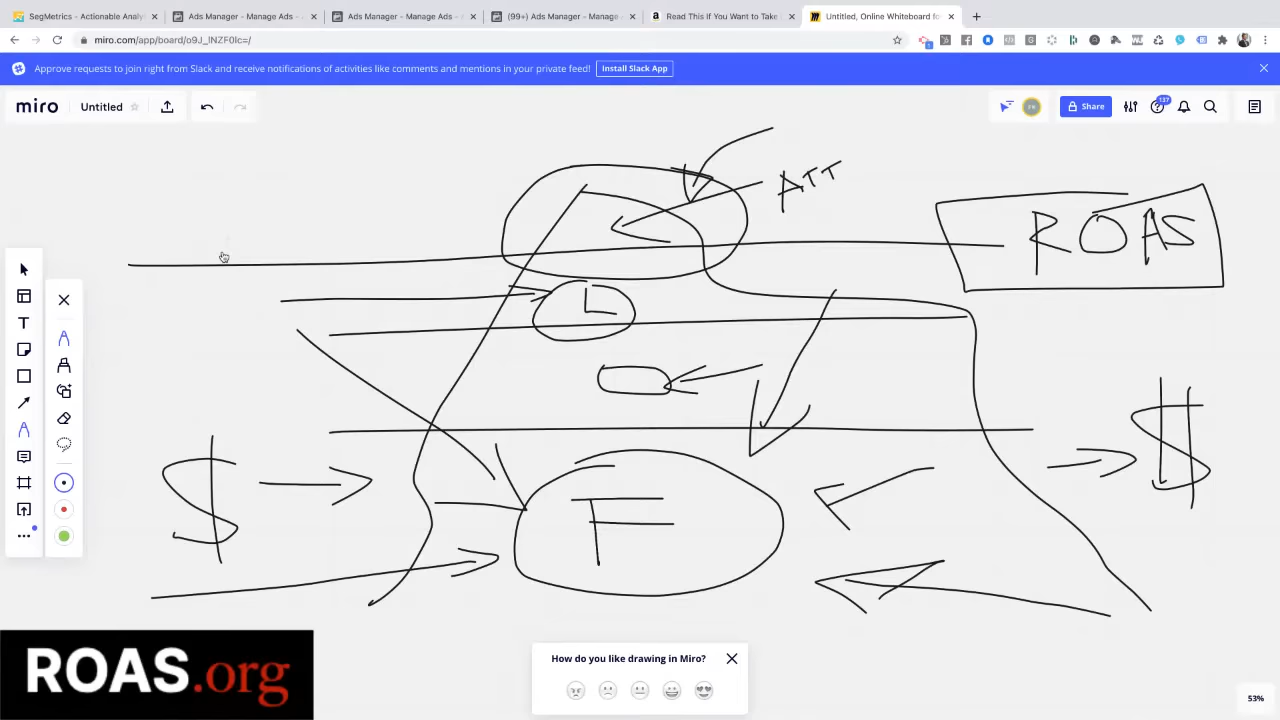 SegMetrics - Actionable Analyt
Ads Manager - Manage Ads -
Ads Manager - Manage Ads -
(99+) Ads Manager - Manage
Read This If You Want to Take
Untitled, Online Whiteboard fo
miro.com/app/board/o9J_lNZF0lc=/
Approve requests to join right from Slack and receive notifications of activities like comments and mentions in your private feed!
Install Slack App
miro
Untitled
Share
137
ATT
ROAS
L
$
F
$
ROAS.org
How do you like drawing in Miro?
53%